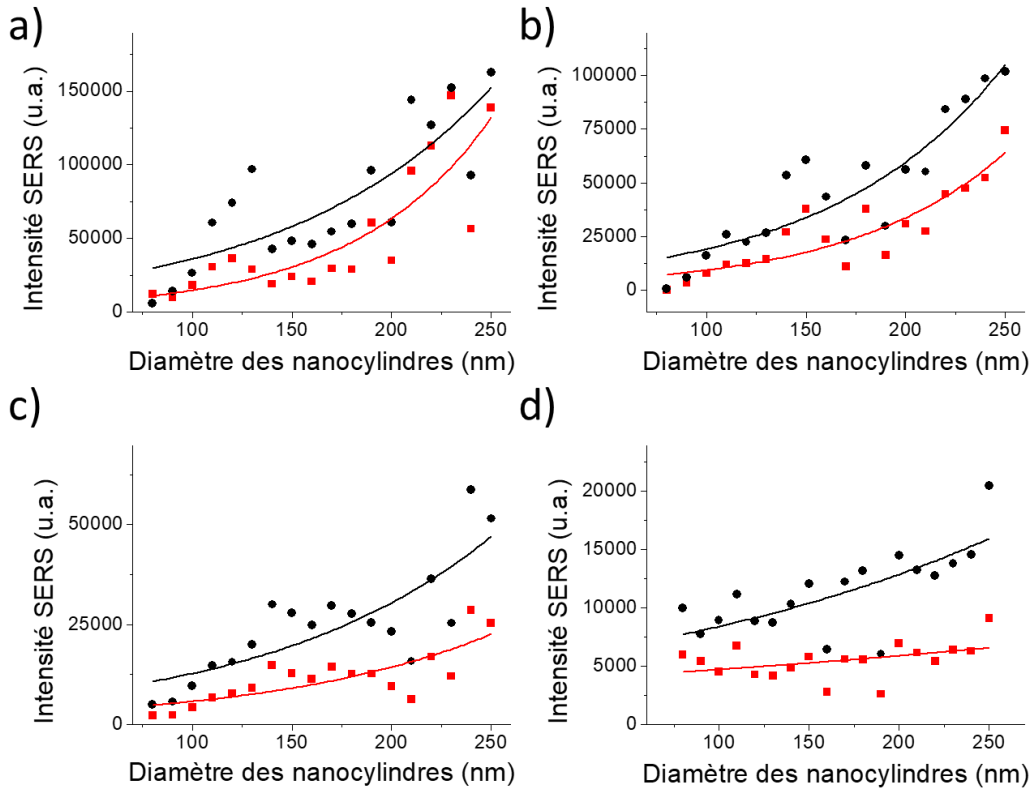 a)
Intensité SERS (u.a.)
150000
100000
50000
0
100
150
200
250
Diamètre des nanocylindres (nm)
b)
Intensité SERS (u.a.)
100000
75000
50000
25000
0
100
150
200
250
Diamètre des nanocylindres (nm)
c)
Intensité SERS (u.a.)
50000
25000
0
100
150
200
250
Diamètre des nanocylindres (nm)
d)
Intensité SERS (u.a.)
20000
15000
10000
5000
0
100
150
200
250
Diamètre des nanocylindres (nm)